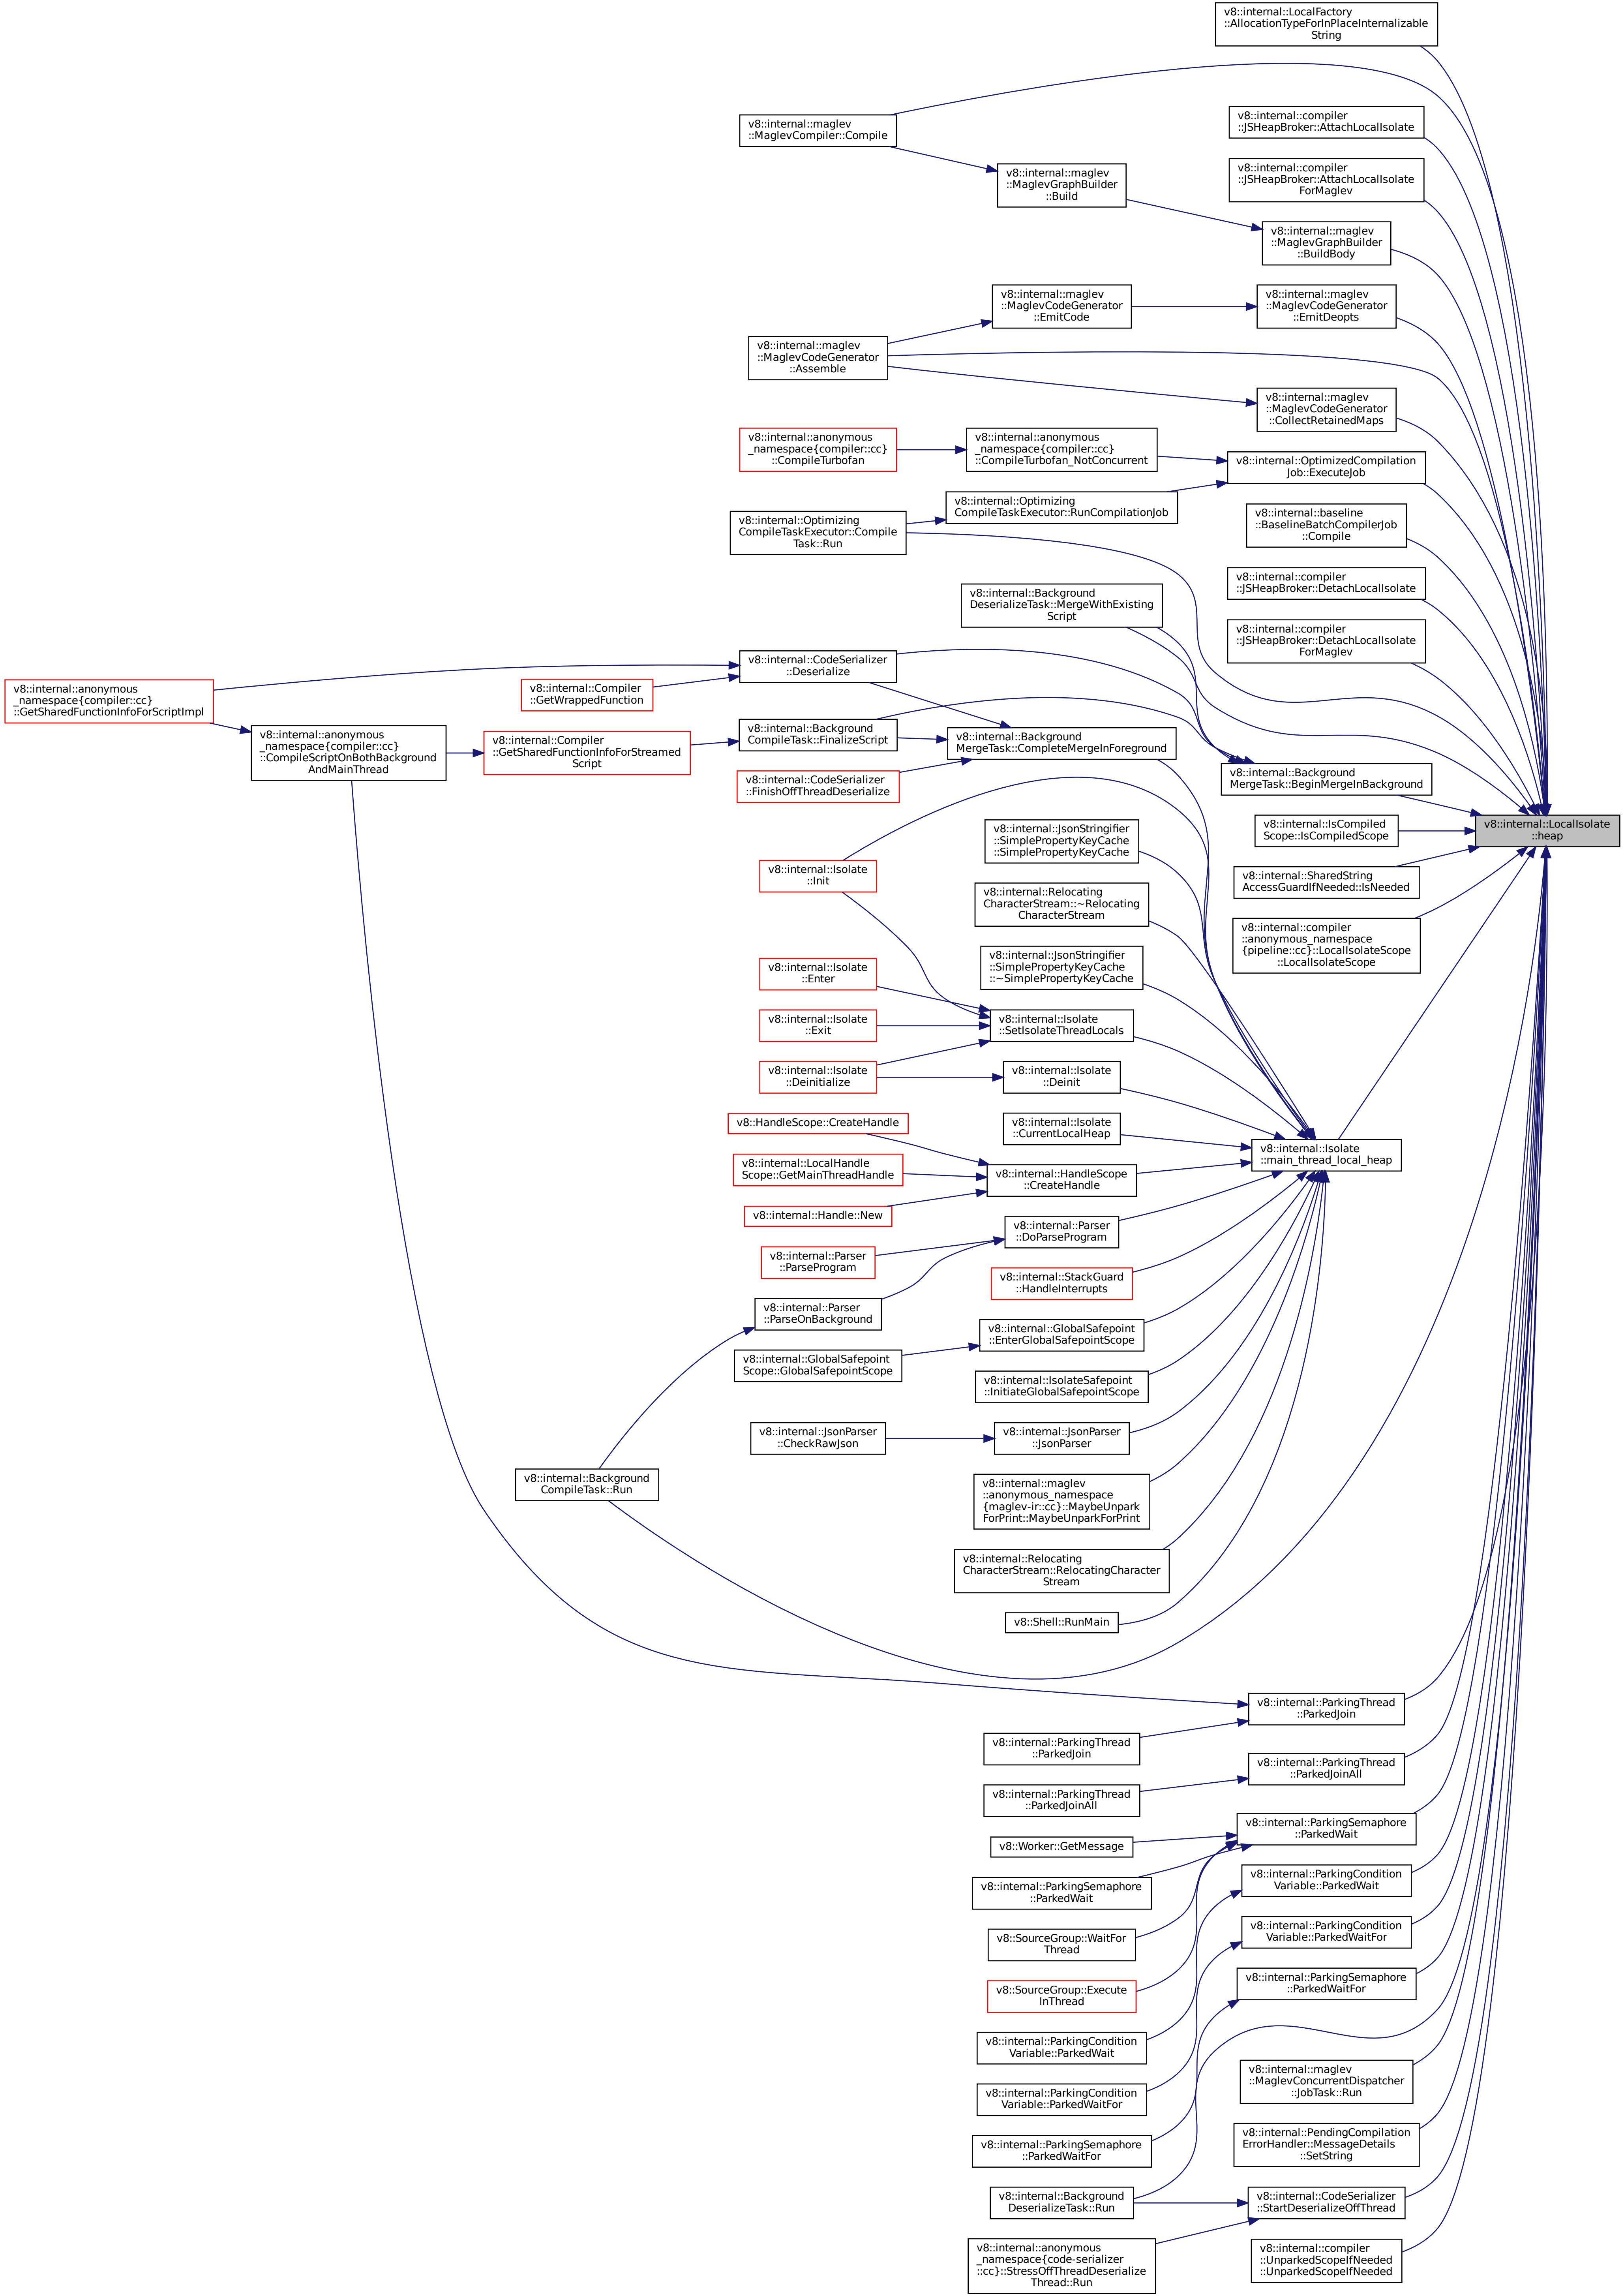 v8::internal::LocalFactory
::AllocationTypeForInPlaceInternalizable
String
v8::internal::maglev
::MaglevCompiler::Compile
v8::internal::compiler
::JSHeapBroker::AttachLocalIsolate
v8::internal::maglev
::MaglevGraphBuilder
::Build
v8::internal::compiler
::JSHeapBroker::AttachLocalIsolate
ForMaglev
v8::internal::maglev
::MaglevGraphBuilder
::BuildBody
v8::internal::maglev
::MaglevCodeGenerator
::EmitCode
v8::internal::maglev
::MaglevCodeGenerator
::EmitDeopts
v8::internal::maglev
::MaglevCodeGenerator
::Assemble
v8::internal::maglev
::MaglevCodeGenerator
::CollectRetainedMaps
v8::internal::anonymous
_namespace{compiler::cc}
::CompileTurbofan
v8::internal::anonymous
_namespace{compiler::cc}
::CompileTurbofan_NotConcurrent
v8::internal::OptimizedCompilation
Job::ExecuteJob
v8::internal::Optimizing
CompileTaskExecutor::RunCompilationJob
v8::internal::Optimizing
CompileTaskExecutor::Compile
Task::Run
v8::internal::baseline
::BaselineBatchCompilerJob
::Compile
v8::internal::compiler
::JSHeapBroker::DetachLocalIsolate
v8::internal::Background
DeserializeTask::MergeWithExisting
Script
v8::internal::compiler
::JSHeapBroker::DetachLocalIsolate
ForMaglev
v8::internal::CodeSerializer
::Deserialize
v8::internal::anonymous
_namespace{compiler::cc}
::GetSharedFunctionInfoForScriptImpl
v8::internal::Compiler
::GetWrappedFunction
v8::internal::anonymous
_namespace{compiler::cc}
::CompileScriptOnBothBackground
AndMainThread
v8::internal::Compiler
::GetSharedFunctionInfoForStreamed
Script
v8::internal::Background
CompileTask::FinalizeScript
v8::internal::Background
MergeTask::CompleteMergeInForeground
v8::internal::CodeSerializer
::FinishOffThreadDeserialize
v8::internal::Background
MergeTask::BeginMergeInBackground
v8::internal::LocalIsolate
::heap
v8::internal::IsCompiled
Scope::IsCompiledScope
v8::internal::JsonStringifier
::SimplePropertyKeyCache
::SimplePropertyKeyCache
v8::internal::Isolate
::Init
v8::internal::SharedString
AccessGuardIfNeeded::IsNeeded
v8::internal::Relocating
CharacterStream::~Relocating
CharacterStream
v8::internal::compiler
::anonymous_namespace
{pipeline::cc}::LocalIsolateScope
::LocalIsolateScope
v8::internal::JsonStringifier
::SimplePropertyKeyCache
::~SimplePropertyKeyCache
v8::internal::Isolate
::Enter
v8::internal::Isolate
::Exit
v8::internal::Isolate
::SetIsolateThreadLocals
v8::internal::Isolate
::Deinitialize
v8::internal::Isolate
::Deinit
v8::HandleScope::CreateHandle
v8::internal::Isolate
::CurrentLocalHeap
v8::internal::Isolate
::main_thread_local_heap
v8::internal::LocalHandle
Scope::GetMainThreadHandle
v8::internal::HandleScope
::CreateHandle
v8::internal::Handle::New
v8::internal::Parser
::DoParseProgram
v8::internal::Parser
::ParseProgram
v8::internal::StackGuard
::HandleInterrupts
v8::internal::Parser
::ParseOnBackground
v8::internal::GlobalSafepoint
::EnterGlobalSafepointScope
v8::internal::GlobalSafepoint
Scope::GlobalSafepointScope
v8::internal::IsolateSafepoint
::InitiateGlobalSafepointScope
v8::internal::JsonParser
::CheckRawJson
v8::internal::JsonParser
::JsonParser
v8::internal::Background
CompileTask::Run
v8::internal::maglev
::anonymous_namespace
{maglev-ir::cc}::MaybeUnpark
ForPrint::MaybeUnparkForPrint
v8::internal::Relocating
CharacterStream::RelocatingCharacter
Stream
v8::Shell::RunMain
v8::internal::ParkingThread
::ParkedJoin
v8::internal::ParkingThread
::ParkedJoin
v8::internal::ParkingThread
::ParkedJoinAll
v8::internal::ParkingThread
::ParkedJoinAll
v8::internal::ParkingSemaphore
::ParkedWait
v8::Worker::GetMessage
v8::internal::ParkingSemaphore
::ParkedWait
v8::internal::ParkingCondition
Variable::ParkedWait
v8::SourceGroup::WaitFor
Thread
v8::internal::ParkingCondition
Variable::ParkedWaitFor
v8::SourceGroup::Execute
InThread
v8::internal::ParkingSemaphore
::ParkedWaitFor
v8::internal::ParkingCondition
Variable::ParkedWait
v8::internal::maglev
::MaglevConcurrentDispatcher
::JobTask::Run
v8::internal::ParkingCondition
Variable::ParkedWaitFor
v8::internal::ParkingSemaphore
::ParkedWaitFor
v8::internal::PendingCompilation
ErrorHandler::MessageDetails
::SetString
v8::internal::Background
DeserializeTask::Run
v8::internal::CodeSerializer
::StartDeserializeOffThread
v8::internal::anonymous
_namespace{code-serializer
::cc}::StressOffThreadDeserialize
Thread::Run
v8::internal::compiler
::UnparkedScopeIfNeeded
::UnparkedScopeIfNeeded